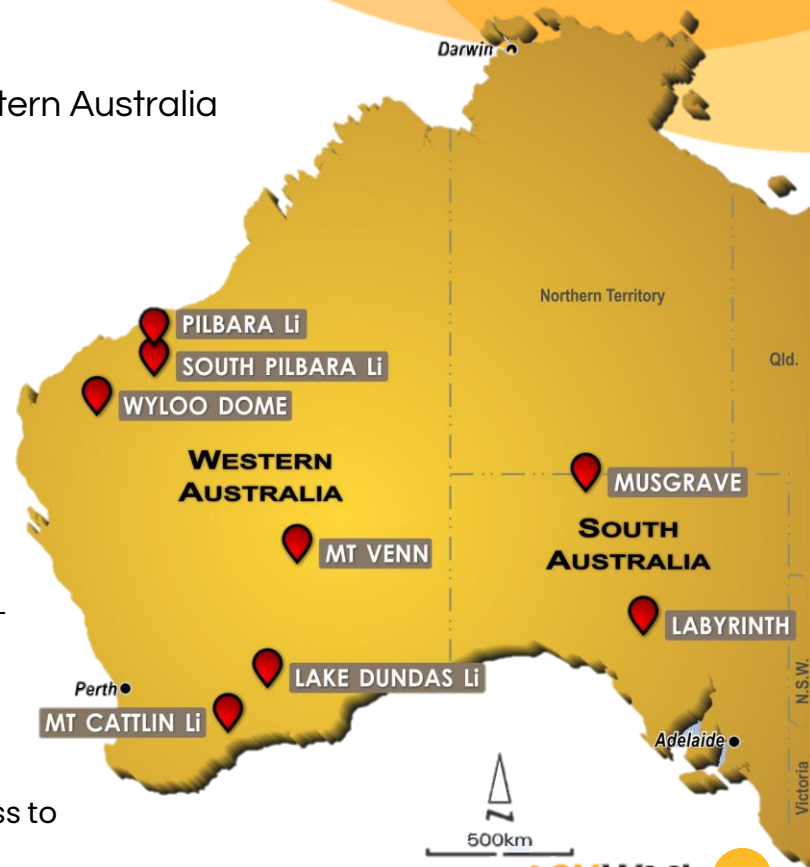 Darwin
tern Australia
Northern Territory
PILBARA Li
SOUTH PILBARA Li
Qld.
WYLOO DOME
WESTERN
AUSTRALIA
MUSGRAVE
SOUTH
AUSTRALIA
MT VENN
LABYRINTH
LAKE DUNDAS Li
Perth
MT CATTLIN Li
N.S.W.
Adelaide
Victoria
ss to
N
500km